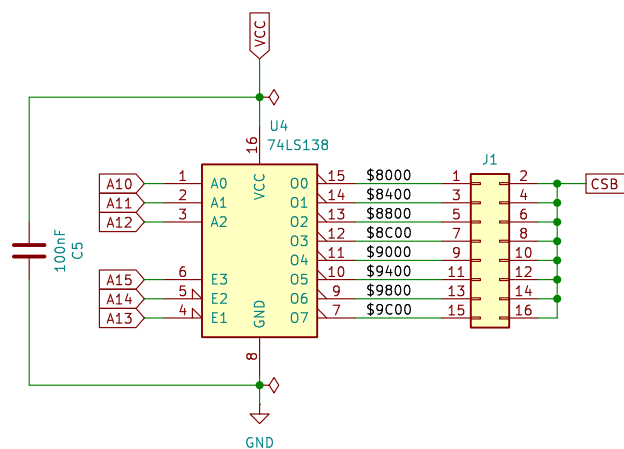 VCC
U4
74LS138
16
VCC
J1
A10 1 A0 O0 15 $8000 1 2 CSB
A11 2 A1 O1 14 $8400 3 4
A12 3 A2 O2 13 $8800 5 6
O3 12 $8C00 7 8
O4 11 $9000 9 10
A15 6 E3 O5 10 $9400 11 12
A14 5 E2 O6 9 $9800 13 14
A13 4 E1 O7 7 $9C00 15 16
100nF
C5
GND
8
GND